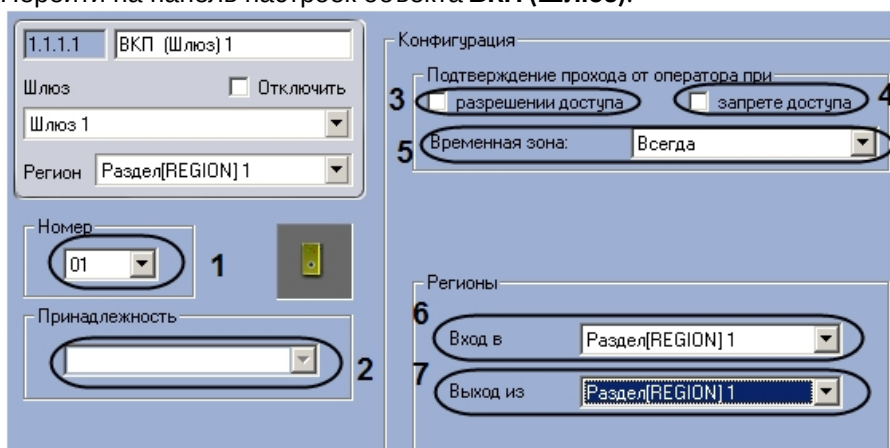 Перейти на панель настроек объекта ВКП (Шлюз).
1.1.1.1 ВКП (Шлюз) 1
Шлюз Отключить
Шлюз 1
Регион Раздел[REGION] 1
Номер
01 1
Принадлежность
2
Конфигурация
Подтверждение прохода от оператора при
3 разрешении доступа запрете доступа 4
5 Временная зона: Всегда
Регионы
6
Вход в Раздел[REGION] 1
7
Выход из Раздел[REGION] 1